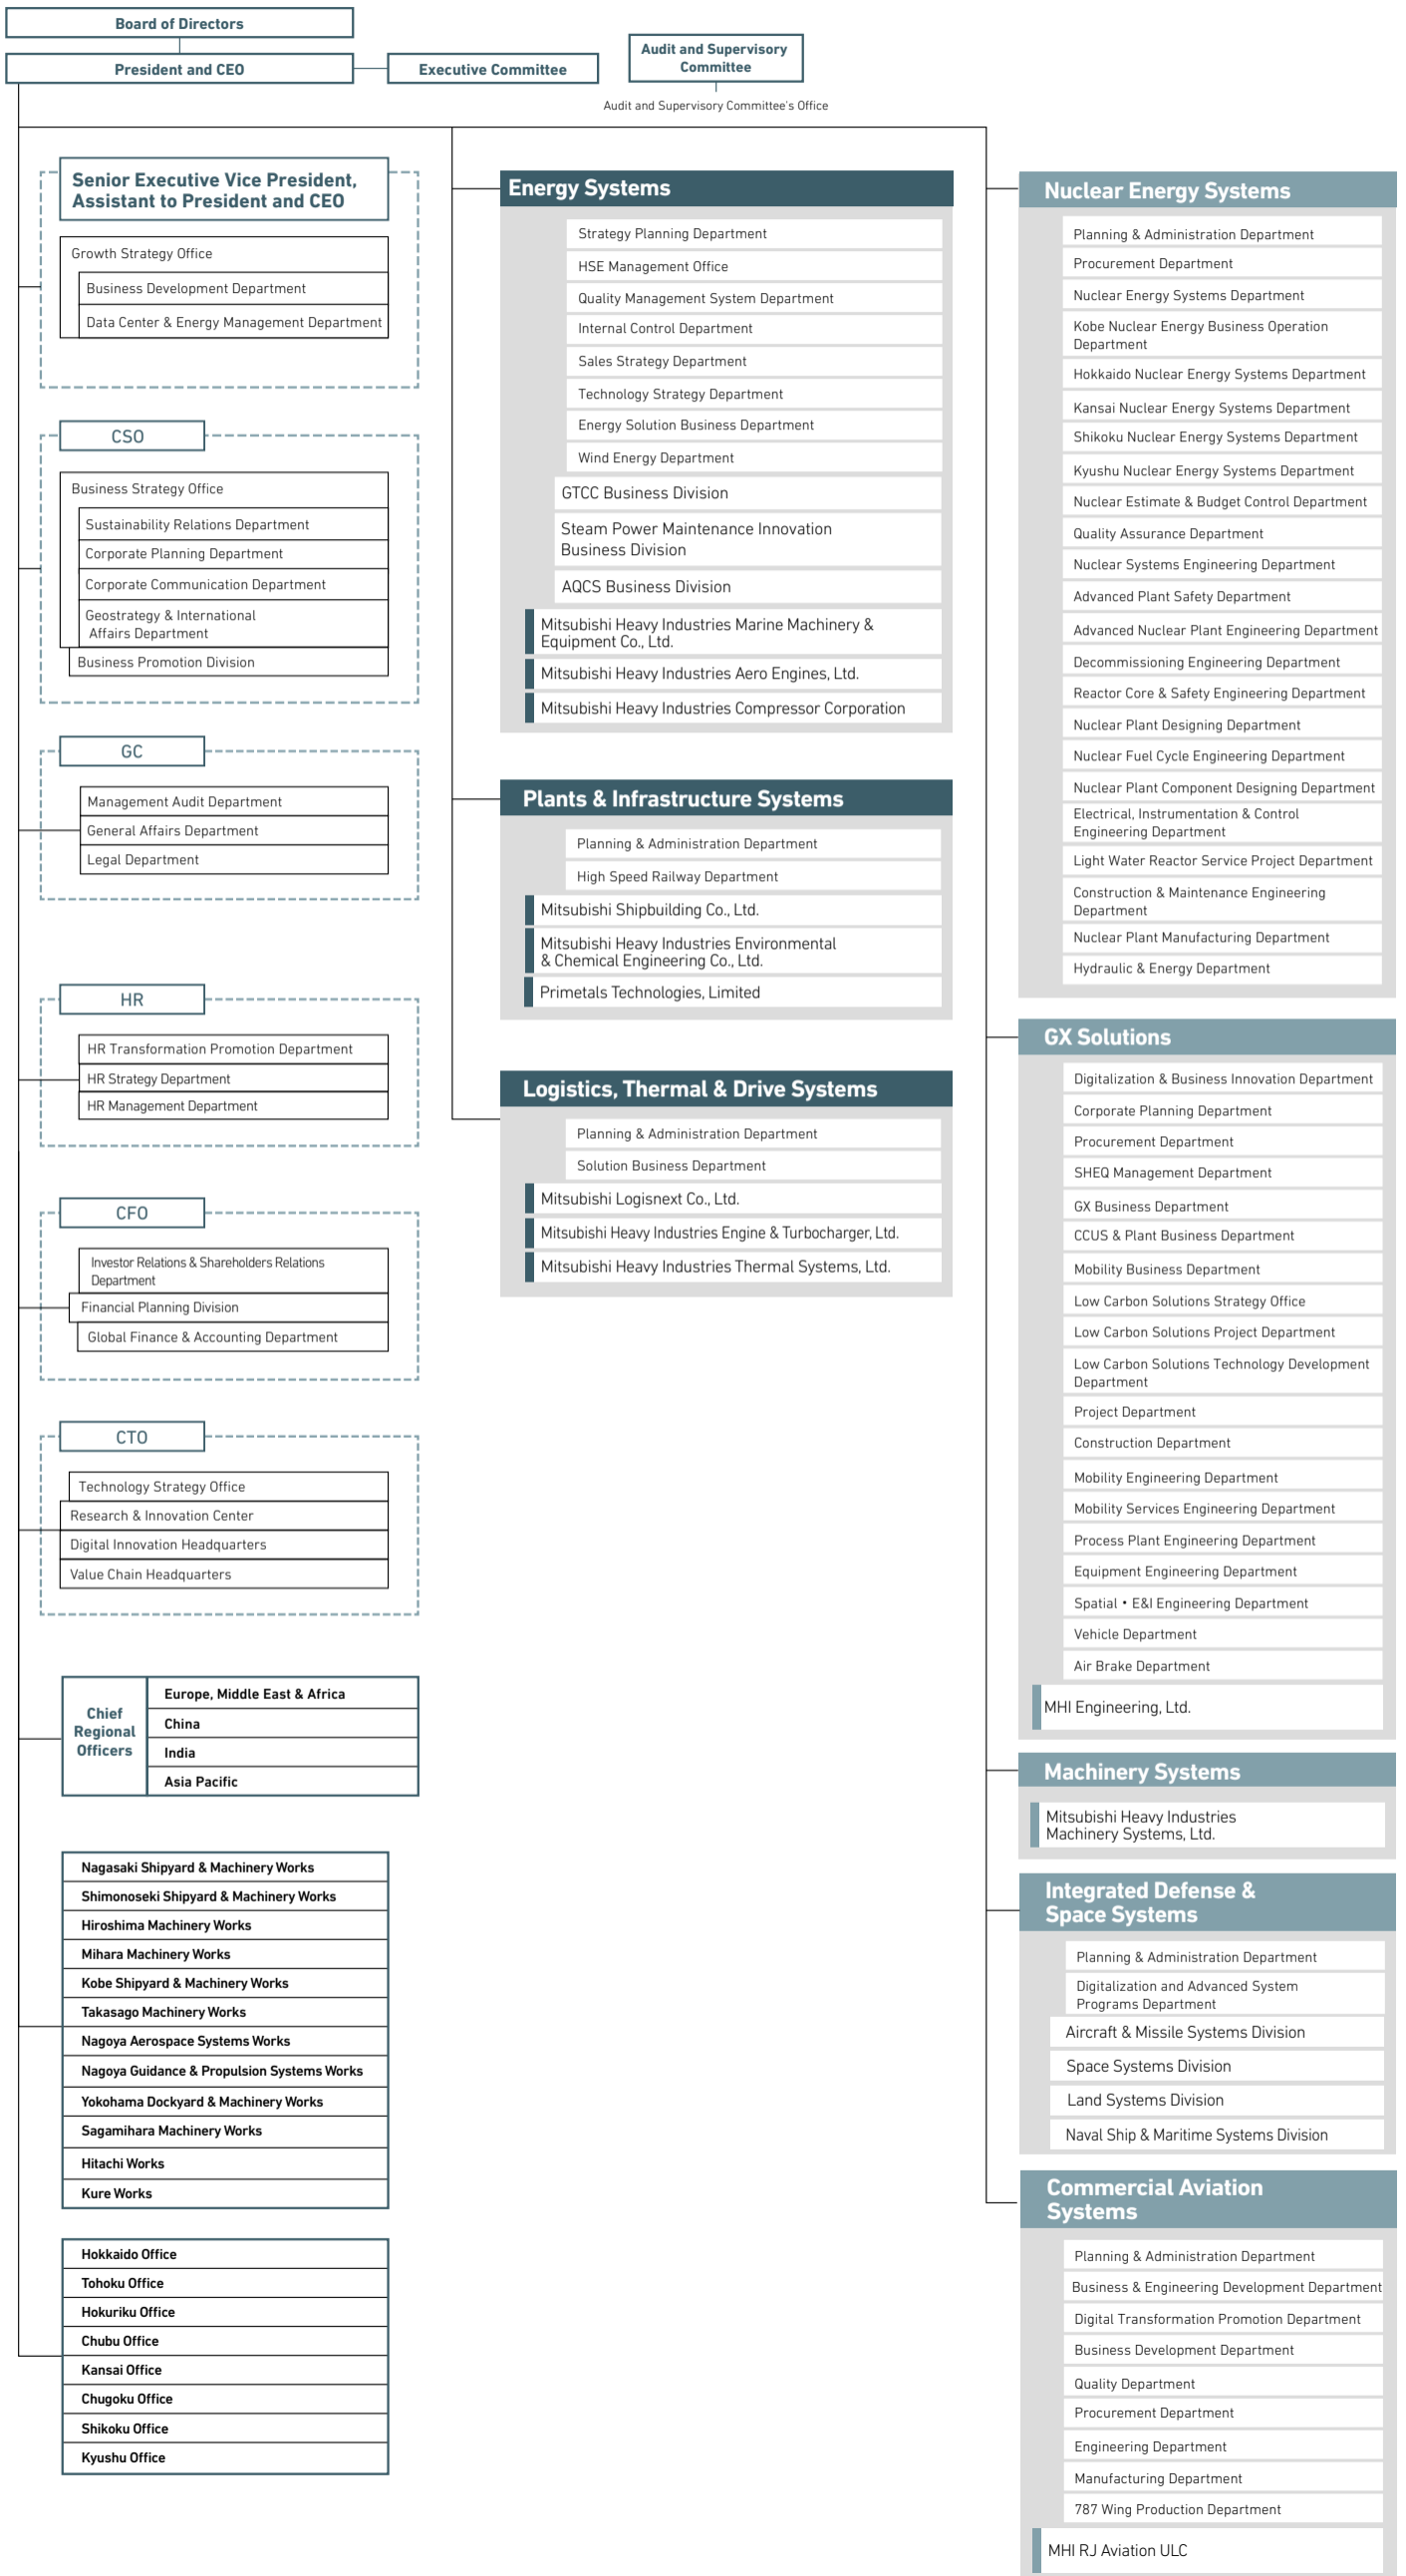 Board of Directors
President and CEO
Executive Committee
Audit and Supervisory
Committee
Audit and Supervisory Committee's Office
Senior Executive Vice President,
Assistant to President and CEO
Growth Strategy Office
Business Development Department
Data Center & Energy Management Department
CSO
Business Strategy Office
Sustainability Relations Department
Corporate Planning Department
Corporate Communication Department
Geostrategy & International
Affairs Department
Business Promotion Division
GC
Management Audit Department
General Affairs Department
Legal Department
HR
HR Transformation Promotion Department
HR Strategy Department
HR Management Department
CFO
Investor Relations & Shareholders Relations
Department
Financial Planning Division
Global Finance & Accounting Department
CTO
Technology Strategy Office
Research & Innovation Center
Digital Innovation Headquarters
Value Chain Headquarters
Chief
Regional
Officers
Europe, Middle East & Africa
China
India
Asia Pacific
Nagasaki Shipyard & Machinery Works
Shimonoseki Shipyard & Machinery Works
Hiroshima Machinery Works
Mihara Machinery Works
Kobe Shipyard & Machinery Works
Takasago Machinery Works
Nagoya Aerospace Systems Works
Nagoya Guidance & Propulsion Systems Works
Yokohama Dockyard & Machinery Works
Sagamihara Machinery Works
Hitachi Works
Kure Works
Hokkaido Office
Tohoku Office
Hokuriku Office
Chubu Office
Kansai Office
Chugoku Office
Shikoku Office
Kyushu Office
Energy Systems
Strategy Planning Department
HSE Management Office
Quality Management System Department
Internal Control Department
Sales Strategy Department
Technology Strategy Department
Energy Solution Business Department
Wind Energy Department
GTCC Business Division
Steam Power Maintenance Innovation
Business Division
AQCS Business Division
Mitsubishi Heavy Industries Marine Machinery &
Equipment Co., Ltd.
Mitsubishi Heavy Industries Aero Engines, Ltd.
Mitsubishi Heavy Industries Compressor Corporation
Plants & Infrastructure Systems
Planning & Administration Department
High Speed Railway Department
Mitsubishi Shipbuilding Co., Ltd.
Mitsubishi Heavy Industries Environmental
& Chemical Engineering Co., Ltd.
Primetals Technologies, Limited
Logistics, Thermal & Drive Systems
Planning & Administration Department
Solution Business Department
Mitsubishi Logisnext Co., Ltd.
Mitsubishi Heavy Industries Engine & Turbocharger, Ltd.
Mitsubishi Heavy Industries Thermal Systems, Ltd.
Nuclear Energy Systems
Planning & Administration Department
Procurement Department
Nuclear Energy Systems Department
Kobe Nuclear Energy Business Operation
Department
Hokkaido Nuclear Energy Systems Department
Kansai Nuclear Energy Systems Department
Shikoku Nuclear Energy Systems Department
Kyushu Nuclear Energy Systems Department
Nuclear Estimate & Budget Control Department
Quality Assurance Department
Nuclear Systems Engineering Department
Advanced Plant Safety Department
Advanced Nuclear Plant Engineering Department
Decommissioning Engineering Department
Reactor Core & Safety Engineering Department
Nuclear Plant Designing Department
Nuclear Fuel Cycle Engineering Department
Nuclear Plant Component Designing Department
Electrical, Instrumentation & Control
Engineering Department
Light Water Reactor Service Project Department
Construction & Maintenance Engineering
Department
Nuclear Plant Manufacturing Department
Hydraulic & Energy Department
GX Solutions
Digitalization & Business Innovation Department
Corporate Planning Department
Procurement Department
SHEQ Management Department
GX Business Department
CCUS & Plant Business Department
Mobility Business Department
Low Carbon Solutions Strategy Office
Low Carbon Solutions Project Department
Low Carbon Solutions Technology Development
Department
Project Department
Construction Department
Mobility Engineering Department
Mobility Services Engineering Department
Process Plant Engineering Department
Equipment Engineering Department
Spatial・E&I Engineering Department
Vehicle Department
Air Brake Department
MHI Engineering, Ltd.
Machinery Systems
Mitsubishi Heavy Industries
Machinery Systems, Ltd.
Integrated Defense &
Space Systems
Planning & Administration Department
Digitalization and Advanced System
Programs Department
Aircraft & Missile Systems Division
Space Systems Division
Land Systems Division
Naval Ship & Maritime Systems Division
Commercial Aviation
Systems
Planning & Administration Department
Business & Engineering Development Department
Digital Transformation Promotion Department
Business Development Department
Quality Department
Procurement Department
Engineering Department
Manufacturing Department
787 Wing Production Department
MHI RJ Aviation ULC